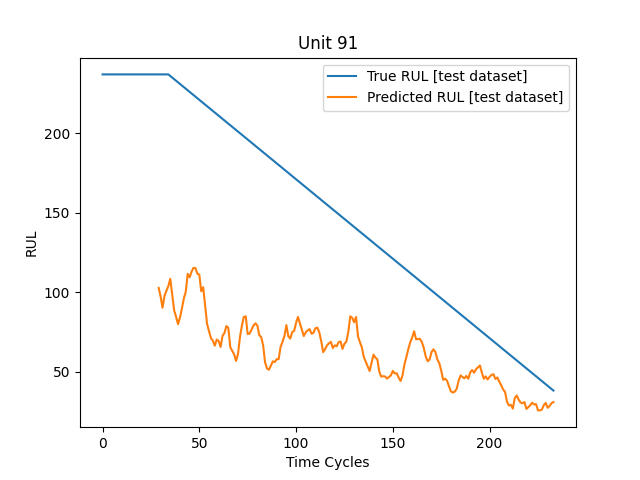 Unit 91
True RUL [test dataset]
Predicted RUL [test dataset]
RUL
200
150
100
50
0 50 100 150 200
Time Cycles